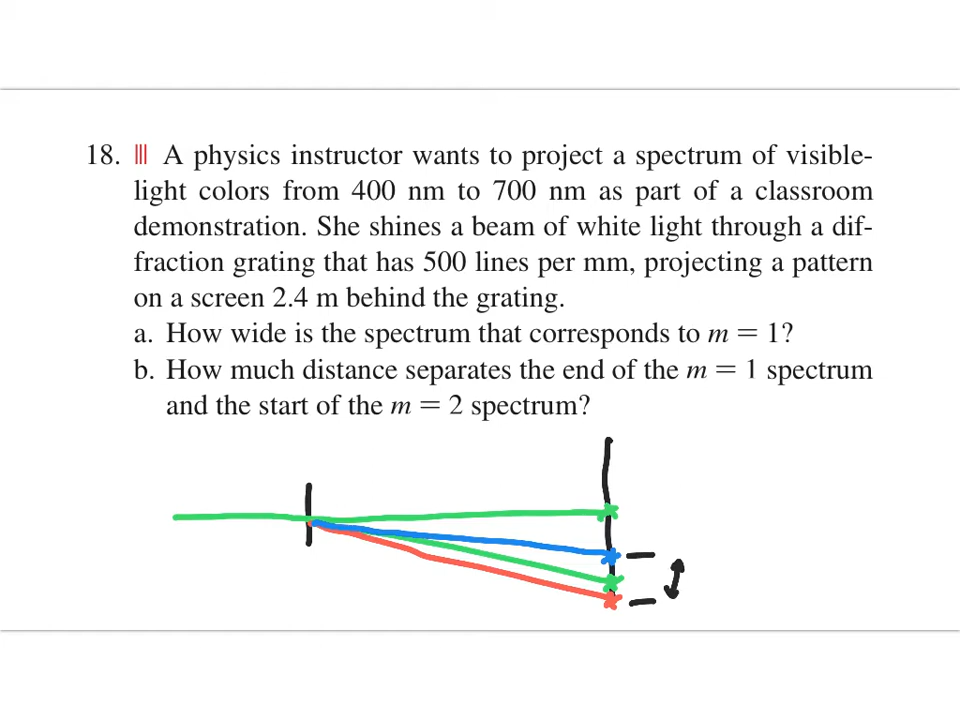 18. ||| A physics instructor wants to project a spectrum of visible-
light colors from 400 nm to 700 nm as part of a classroom
demonstration. She shines a beam of white light through a dif-
fraction grating that has 500 lines per mm, projecting a pattern
on a screen 2.4 m behind the grating.
a. How wide is the spectrum that corresponds to m = 1?
b. How much distance separates the end of the m = 1 spectrum
and the start of the m = 2 spectrum?